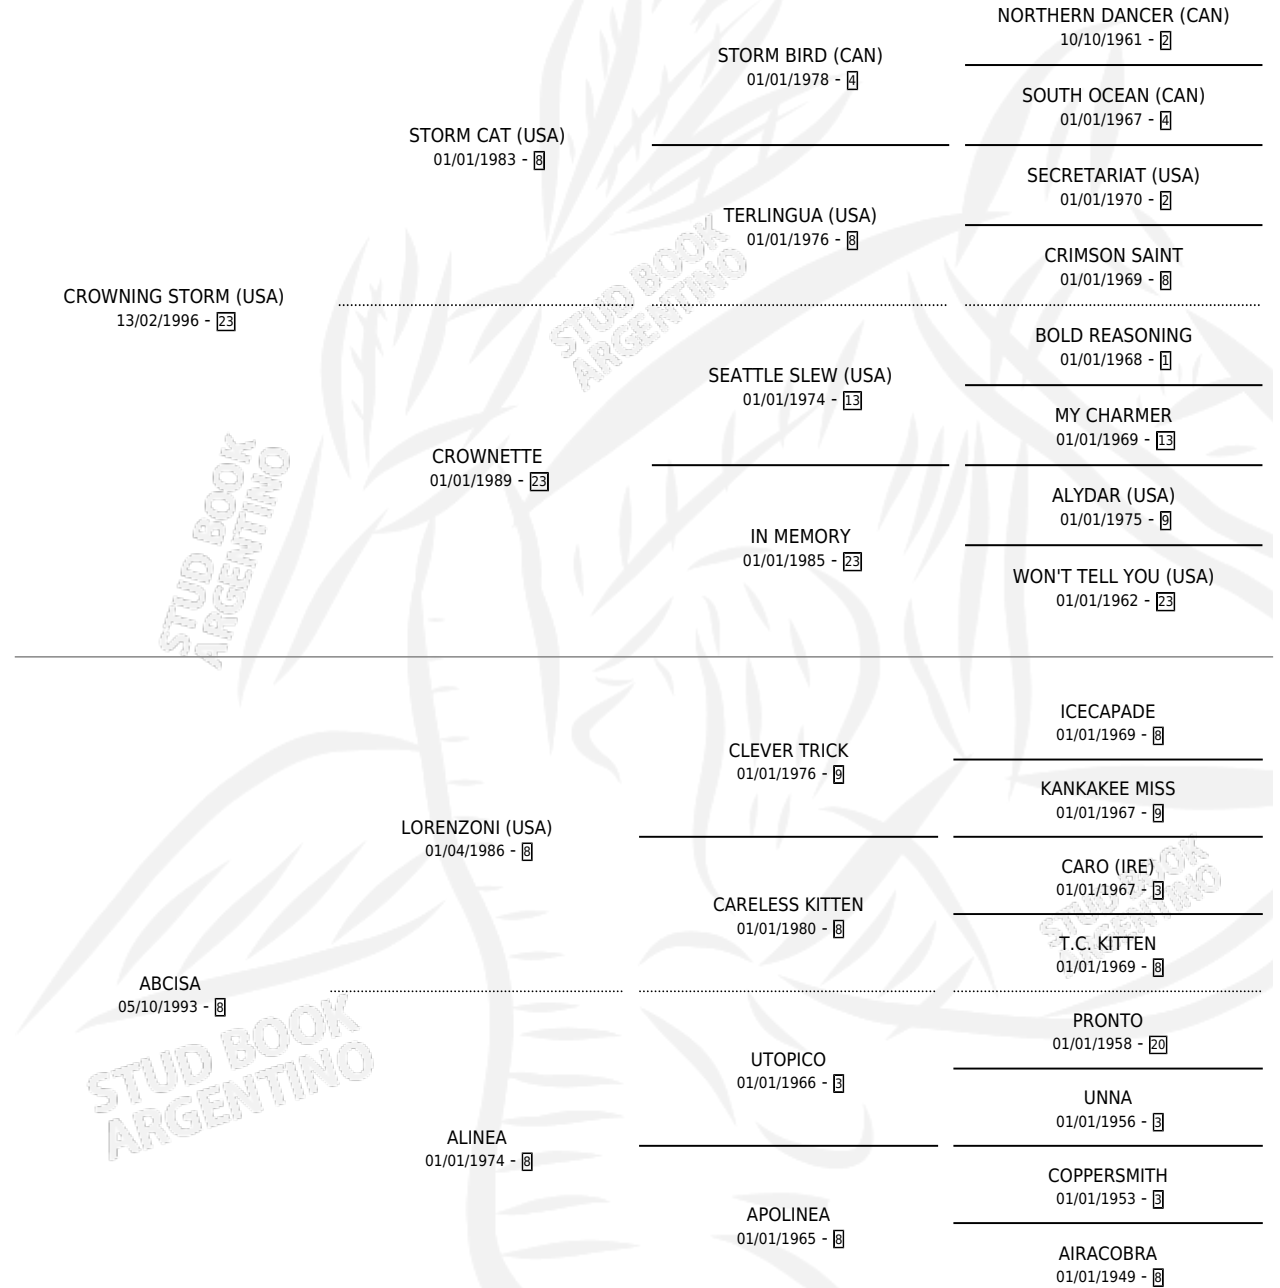 NORTHERN DANCER (CAN)
10/10/1961 - 2
STORM BIRD (CAN)
01/01/1978 - 4
SOUTH OCEAN (CAN)
01/01/1967 - 4
STORM CAT (USA)
01/01/1983 - 8
SECRETARIAT (USA)
01/01/1970 - 2
TERLINGUA (USA)
01/01/1976 - 8
CRIMSON SAINT
01/01/1969 - 8
CROWNING STORM (USA)
13/02/1996 - 23
STUD BOOK
ARGENTINO
BOLD REASONING
01/01/1968 - 1
SEATTLE SLEW (USA)
01/01/1974 - 13
MY CHARMER
01/01/1969 - 13
CROWNETTE
01/01/1989 - 23
ALYDAR (USA)
01/01/1975 - 9
IN MEMORY
01/01/1985 - 23
WON'T TELL YOU (USA)
01/01/1962 - 23
STUD BOOK
ARGENTINO
ICECAPADE
01/01/1969 - 8
CLEVER TRICK
01/01/1976 - 9
KANKAKEE MISS
01/01/1967 - 9
LORENZONI (USA)
01/04/1986 - 8
CARO (IRE)
01/01/1967 - 3
CARELESS KITTEN
01/01/1980 - 8
STUD BOOK
ARGENTINO
T.C. KITTEN
01/01/1969 - 8
ABCISA
05/10/1993 - 8
PRONTO
01/01/1958 - 20
UTOPICO
01/01/1966 - 3
STUD BOOK
ARGENTINO
UNNA
01/01/1956 - 3
ALINEA
01/01/1974 - 8
COPPERSMITH
01/01/1953 - 3
APOLINEA
01/01/1965 - 8
AIRACOBRA
01/01/1949 - 8